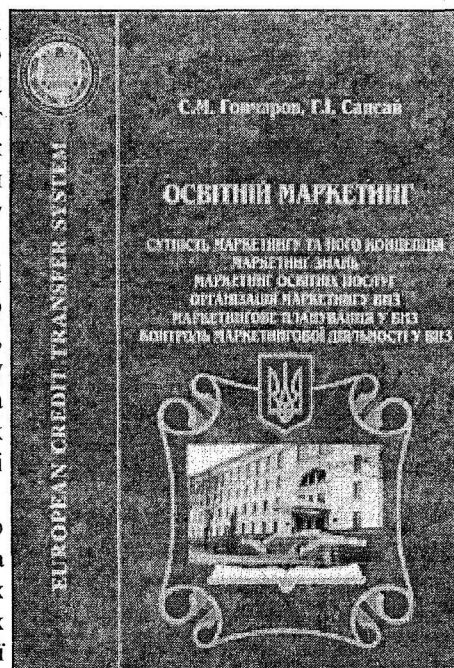 EUROPEAN CREDIT TRANSFER SYSTEM
С.М. Гончаров, Г.І. Сапсай
ОСВІТНІЙ МАРКЕТИНГ
СУТНІСТЬ МАРКЕТИНГУ ТА ЙОГО КОНЦЕПЦІЯ
МАРКЕТИНГ ЗНАНЬ
МАРКЕТИНГ ОСВІТНІХ ПОСЛУГ
ОРГАНІЗАЦІЯ МАРКЕТИНГУ ВНЗ
МАРКЕТИНГОВЕ ПЛАНУВАННЯ У ВНЗ
КОНТРОЛЬ МАРКЕТИНГОВОЇ ДІЯЛЬНОСТІ У ВНЗ